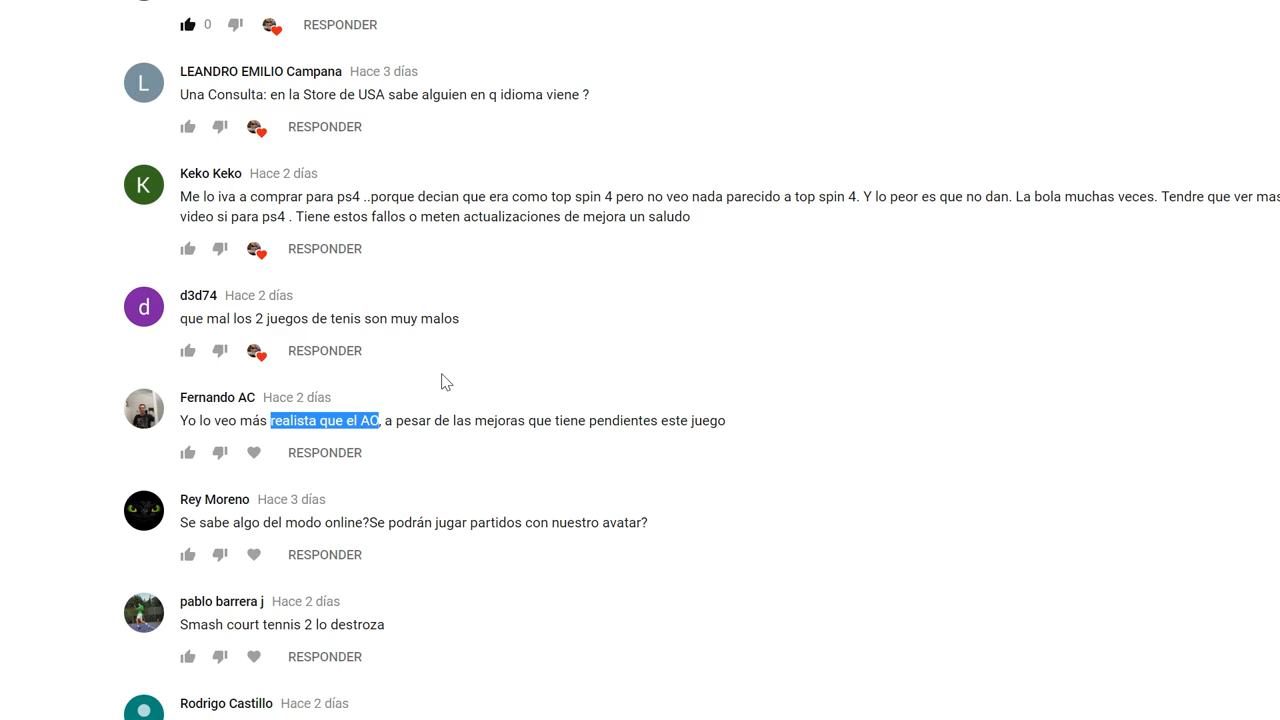 0 RESPONDER
LEANDRO EMILIO Campana Hace 3 días
Una Consulta: en la Store de USA sabe alguien en q idioma viene ?
RESPONDER
Keko Keko Hace 2 días
Me lo iva a comprar para ps4 ..porque decian que era como top spin 4 pero no veo nada parecido a top spin 4. Y lo peor es que no dan. La bola muchas veces. Tendre que ver mas
video si para ps4 . Tiene estos fallos o meten actualizaciones de mejora un saludo
RESPONDER
d3d74 Hace 2 días
que mal los 2 juegos de tenis son muy malos
RESPONDER
Fernando AC Hace 2 días
Yo lo veo más realista que el AO, a pesar de las mejoras que tiene pendientes este juego
RESPONDER
Rey Moreno Hace 3 días
Se sabe algo del modo online?Se podrán jugar partidos con nuestro avatar?
RESPONDER
pablo barrera j Hace 2 días
Smash court tennis 2 lo destroza
RESPONDER
Rodrigo Castillo Hace 2 días